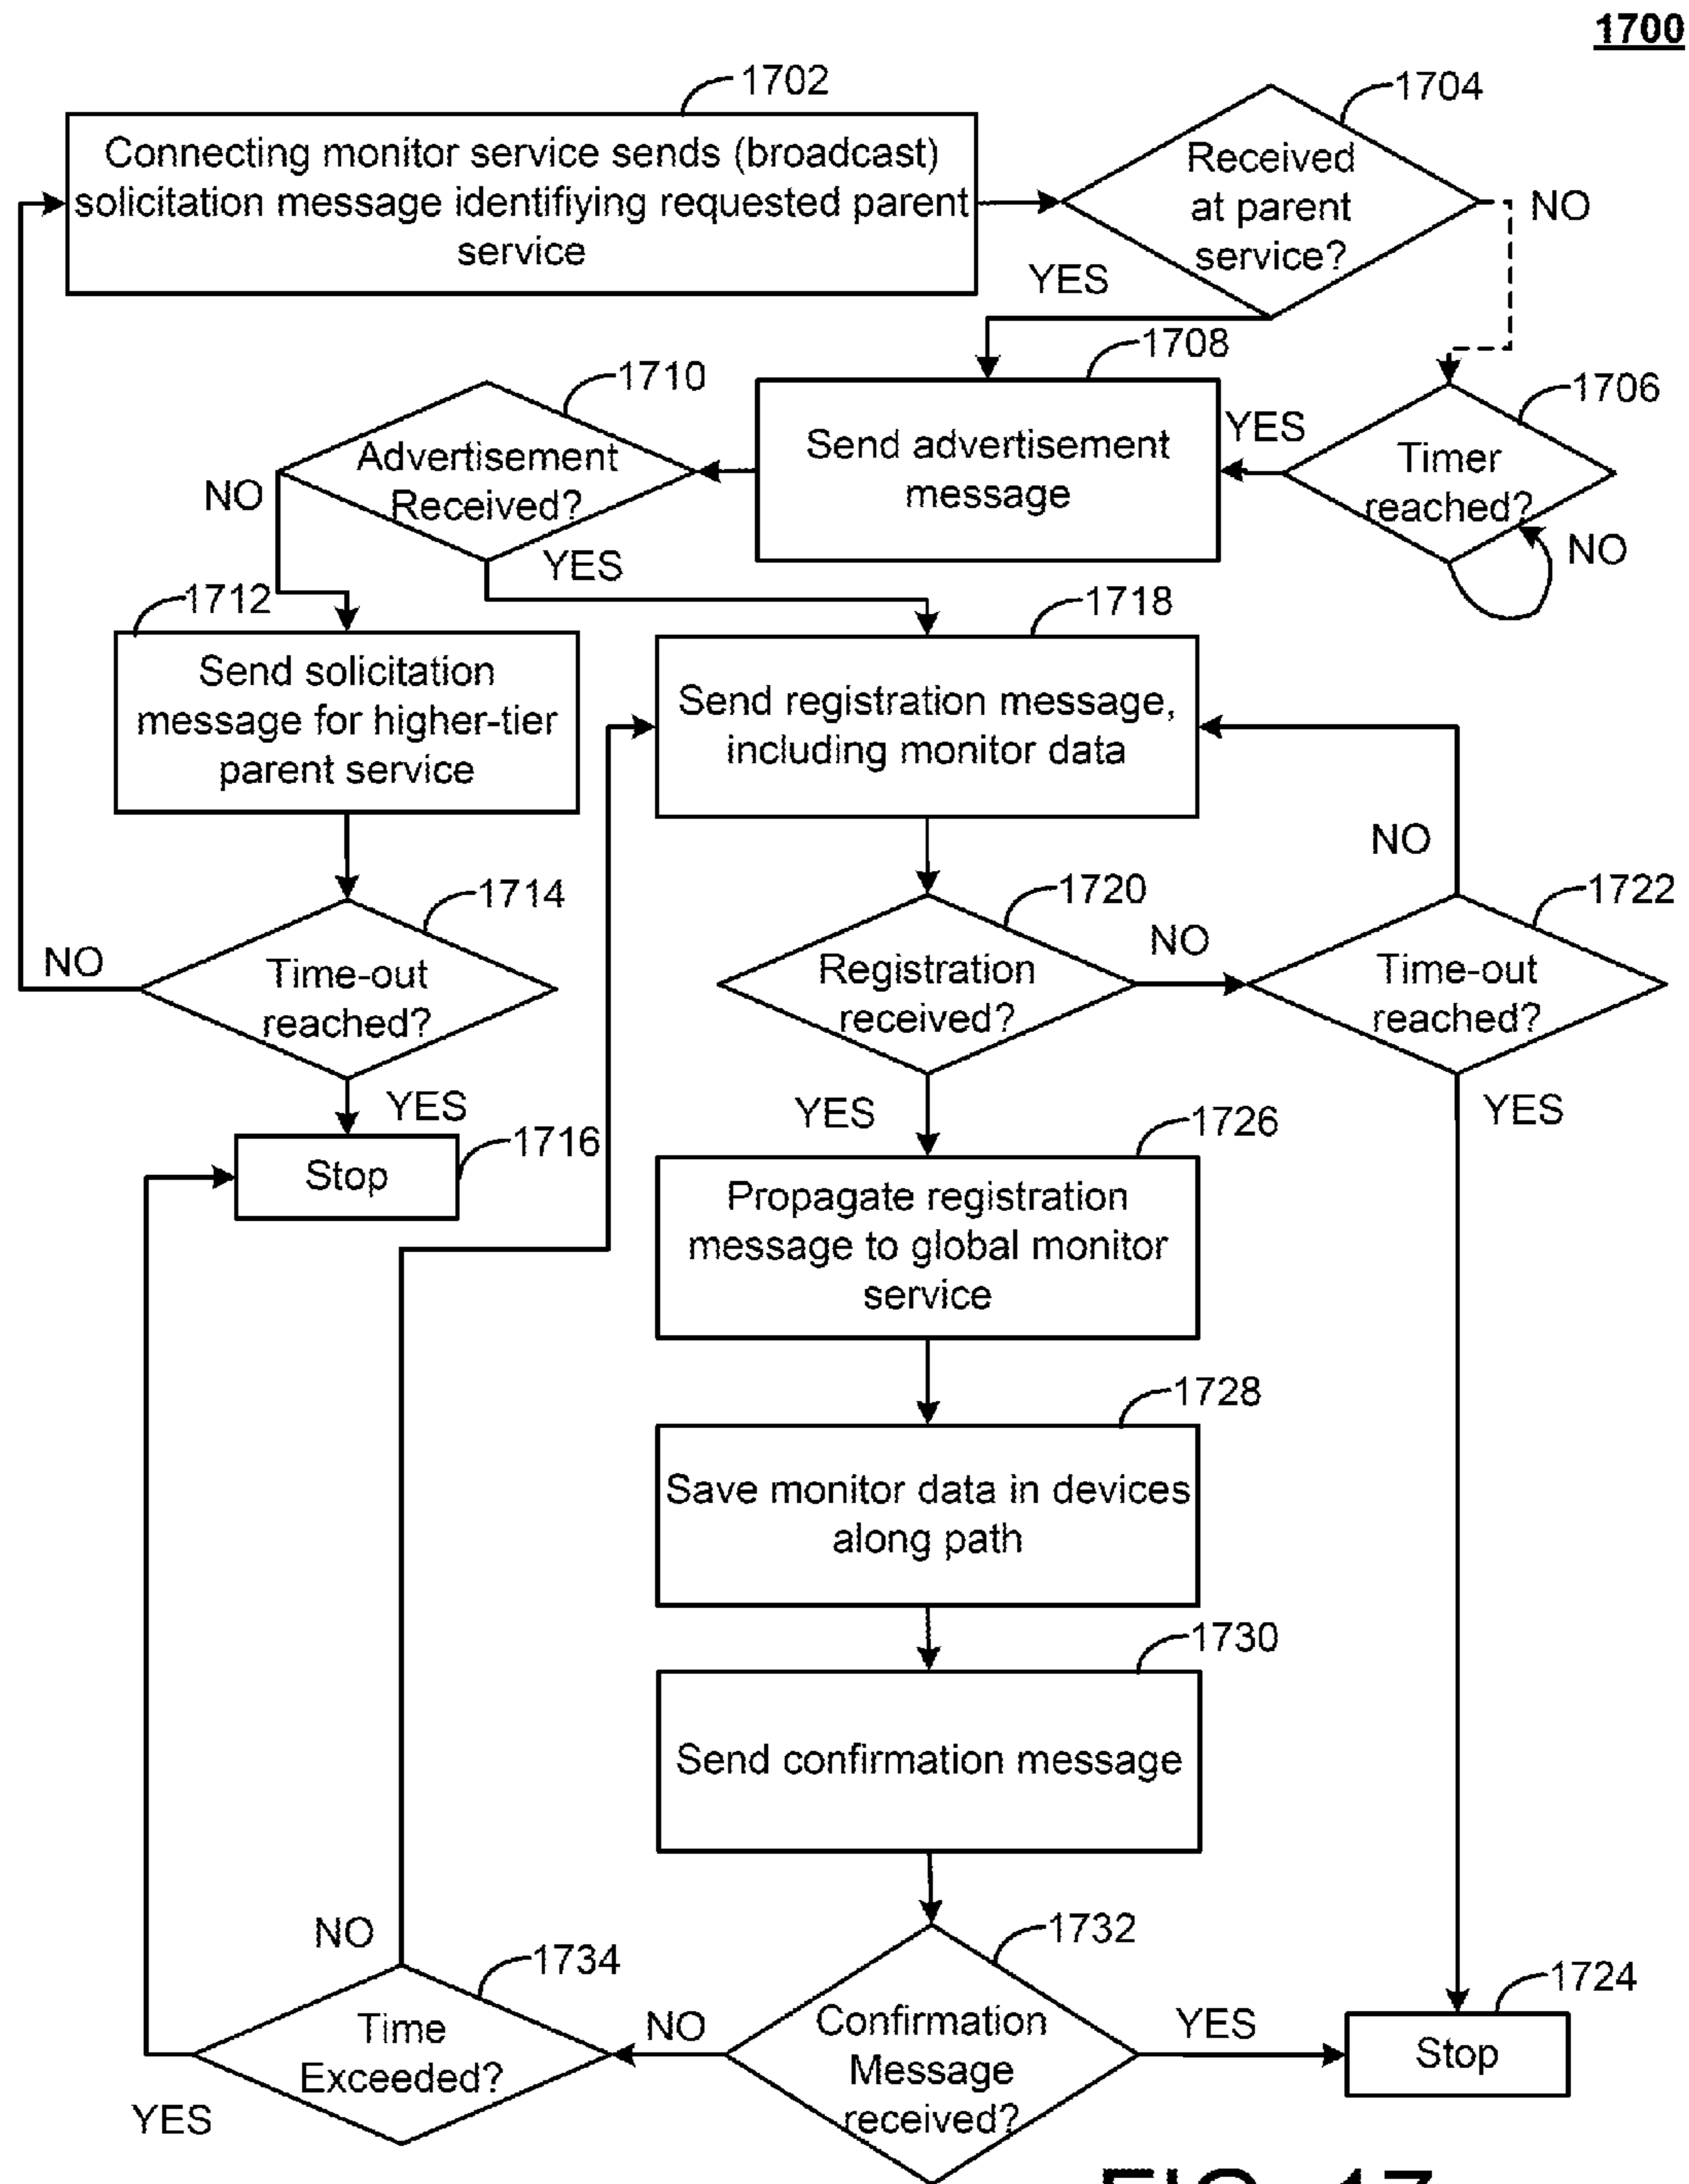 1700
1702
Connecting monitor service sends (broadcast)
solicitation message identifiying requested parent
service
1704
Received
at parent
service?
NO
YES
1708
Send advertisement
message
1706
Timer
reached?
YES
NO
1710
Advertisement
Received?
NO
YES
1712
Send solicitation
message for higher-tier
parent service
1718
Send registration message,
including monitor data
1714
Time-out
reached?
NO
YES
1716
Stop
1720
Registration
received?
NO
YES
1722
Time-out
reached?
NO
YES
1726
Propagate registration
message to global monitor
service
1728
Save monitor data in devices
along path
1730
Send confirmation message
1732
Confirmation
Message
received?
NO
YES
1734
Time
Exceeded?
NO
YES
1724
Stop
FIG. 17